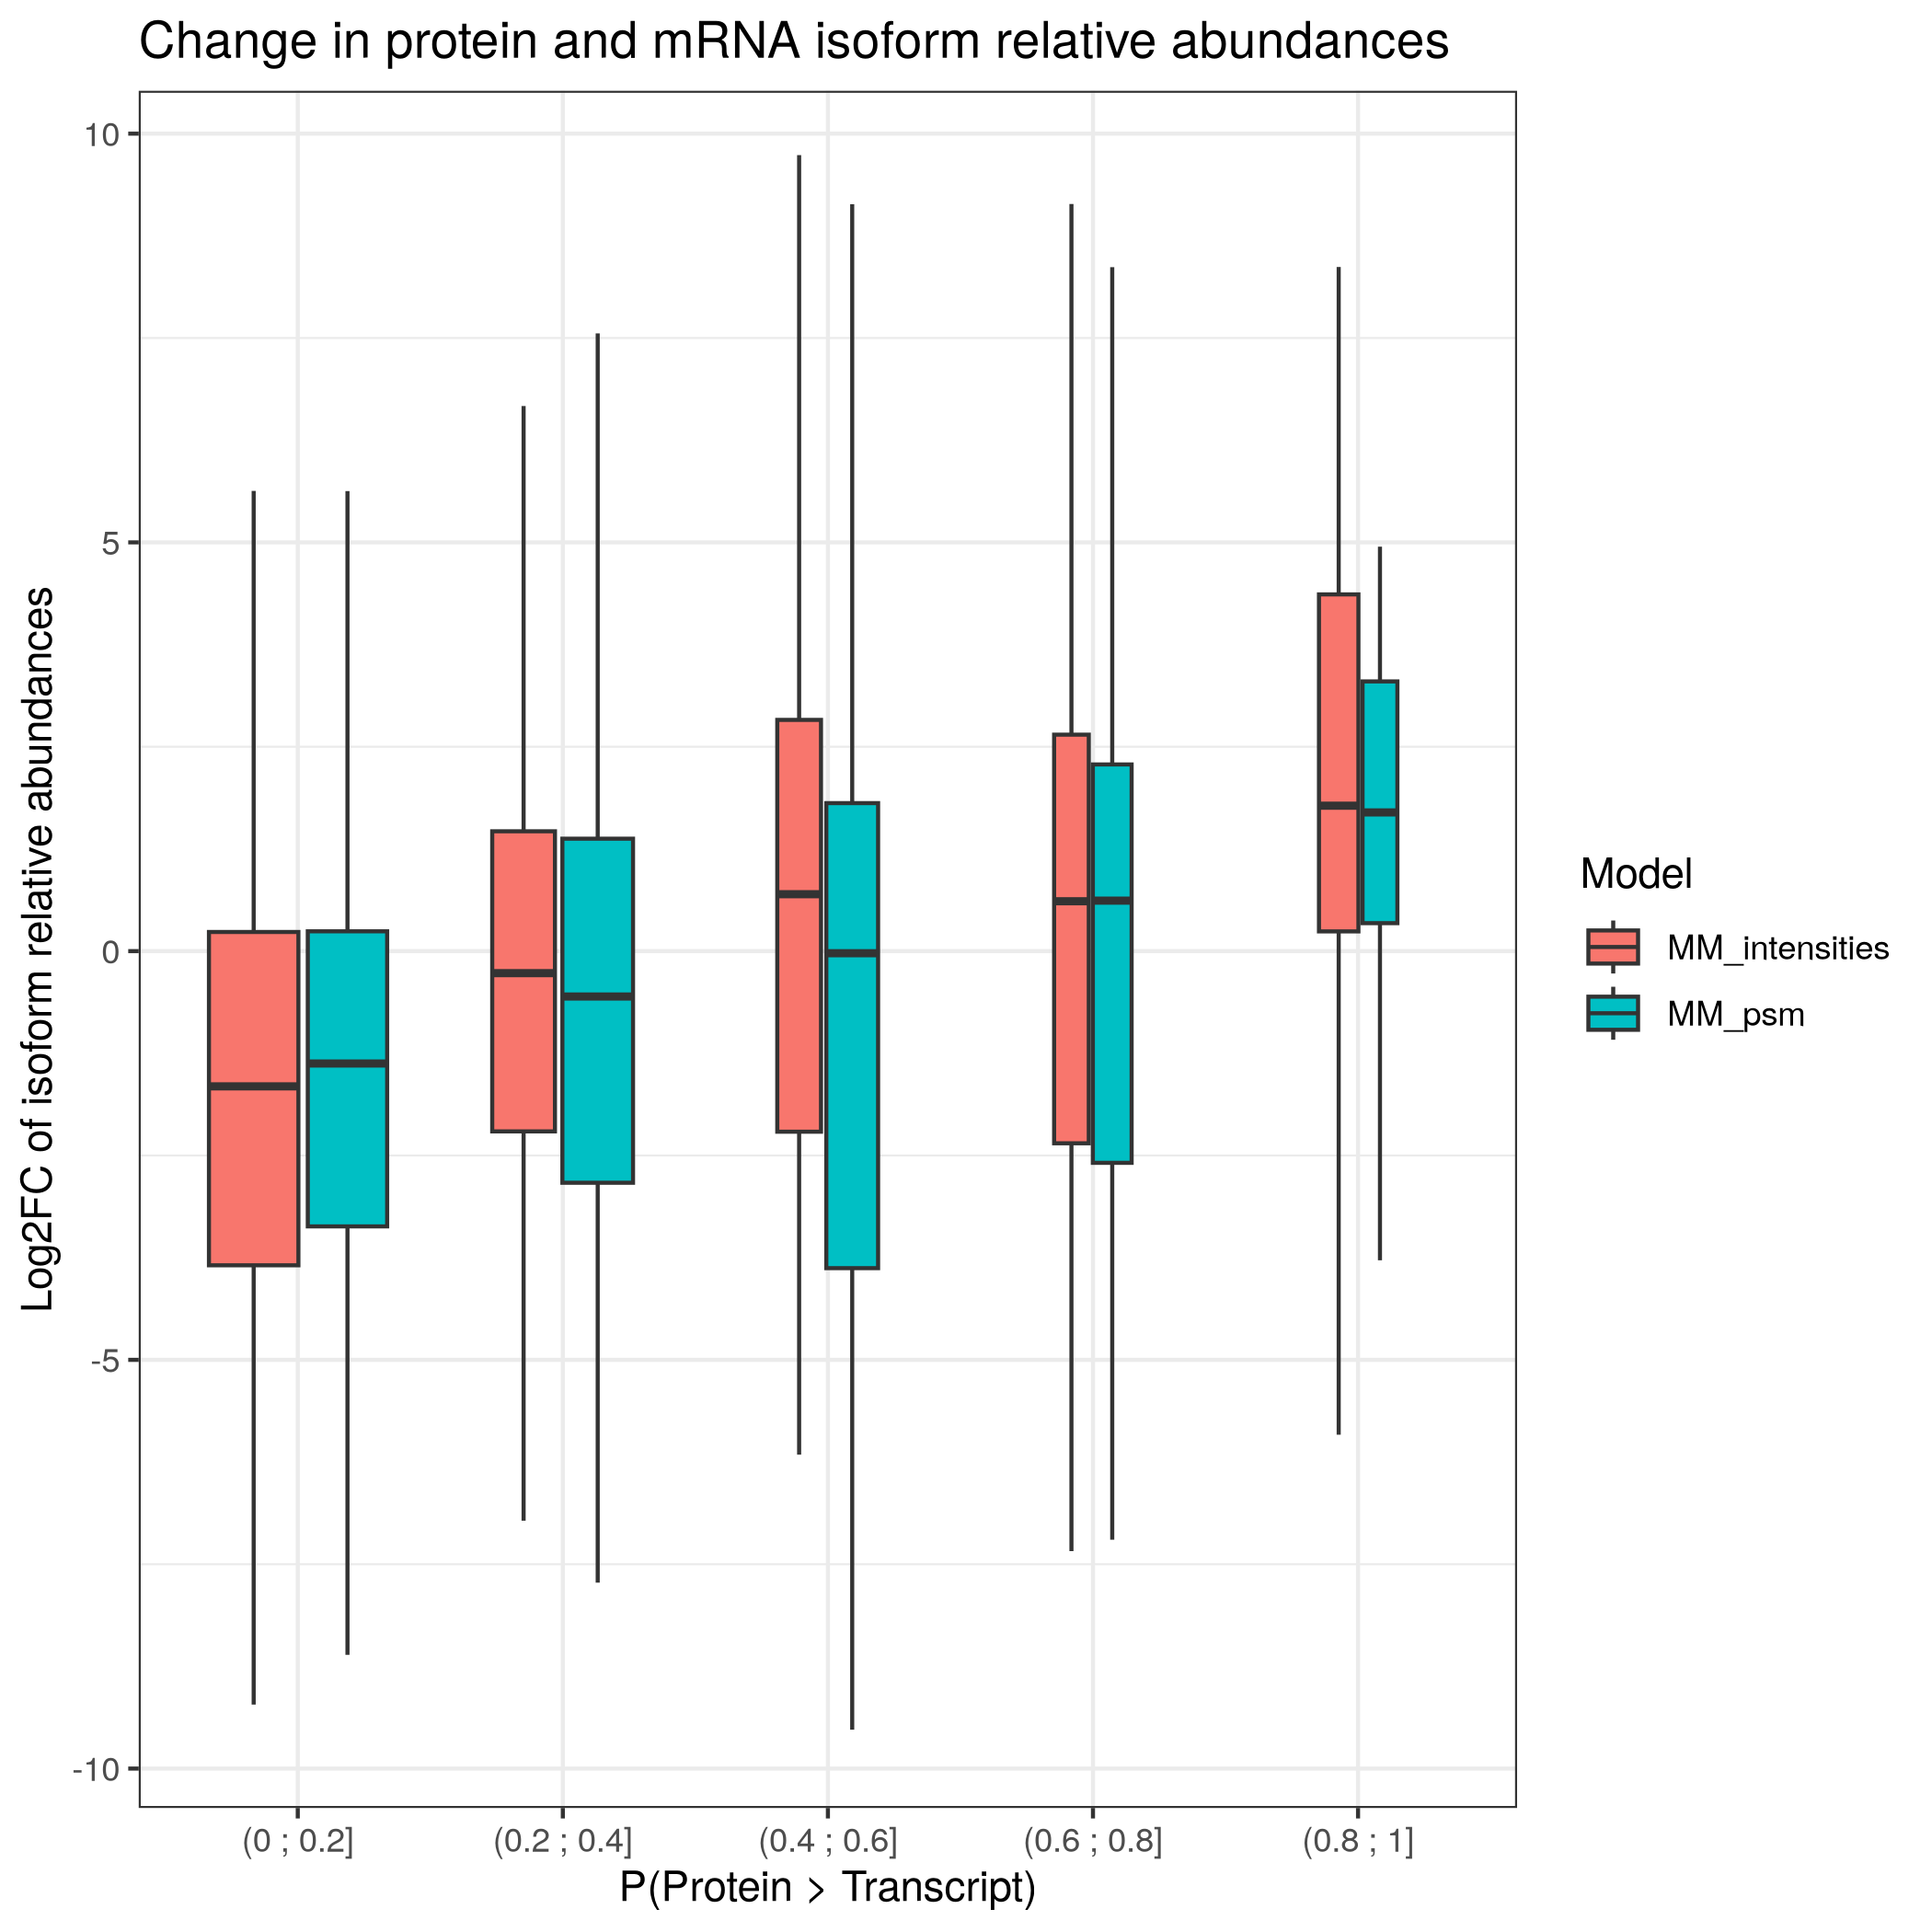 Change in protein and mRNA isoform relative abundances
Log2FC of isoform relative abundances
10
5
0
-5
-10
(0 ; 0.2]
(0.2 ; 0.4]
(0.4 ; 0.6]
(0.6 ; 0.8]
(0.8 ; 1]
P(Protein > Transcript)
Model
MM_intensities
MM_psm